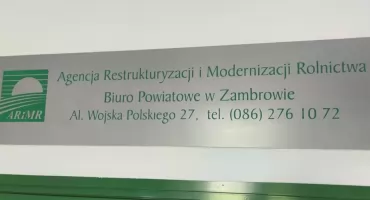 Agencja Restrukturyzacji i Modernizacji Rolnictwa
Biuro Powiatowe w Zambrowie
Al. Wojska Polskiego 27, tel. (086) 276 10 72
ARiMR